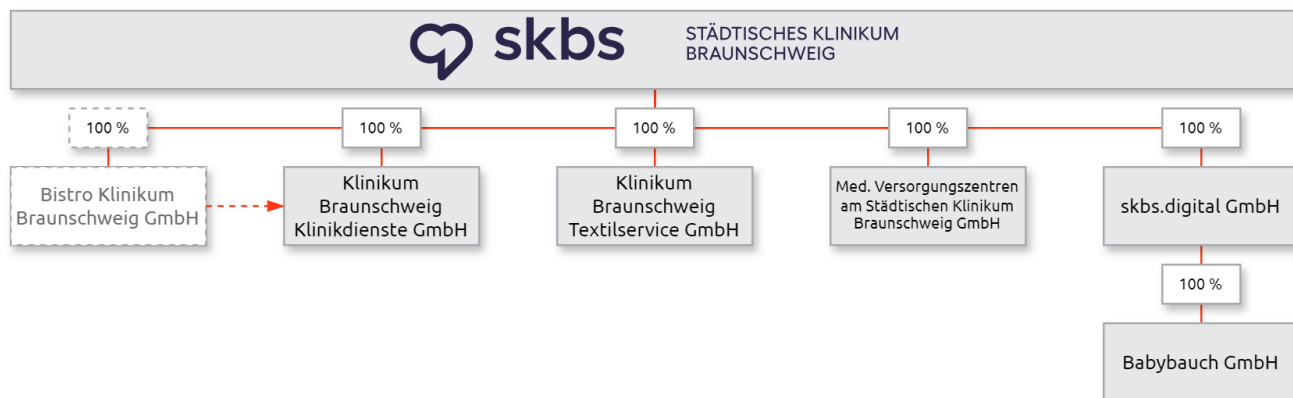 skbs
STÄDTISCHES KLINIKUM
BRAUNSCHWEIG
100 %
100 %
100 %
100 %
100 %
Bistro Klinikum
Braunschweig GmbH
Klinikum
Braunschweig
Klinikdienste GmbH
Klinikum
Braunschweig
Textilservice GmbH
Med. Versorgungszentren
am Städtischen Klinikum
Braunschweig GmbH
skbs.digital GmbH
100 %
Babybauch GmbH